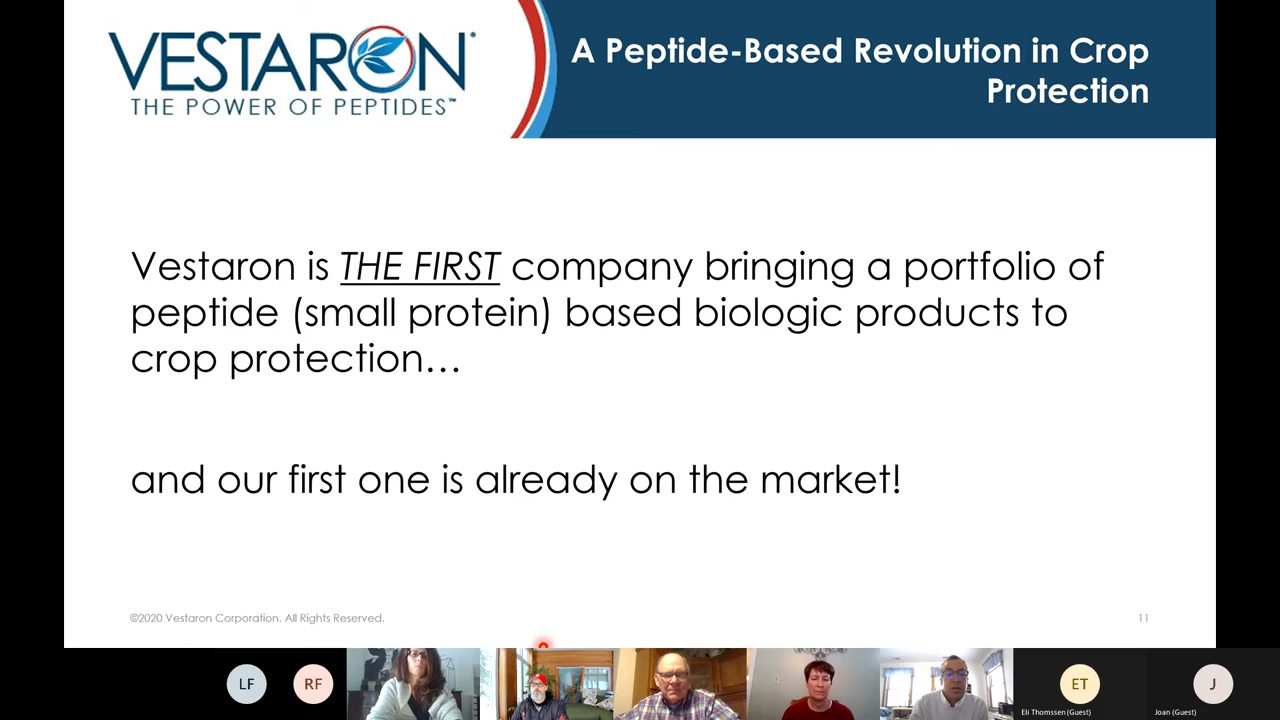 VESTARON
THE POWER OF PEPTIDES™
A Peptide-Based Revolution in Crop
Protection
Vestaron is THE FIRST company bringing a portfolio of
peptide (small protein) based biologic products to
crop protection…
and our first one is already on the market!
©2020 Vestaron Corporation. All Rights Reserved.
11
LF
RF
ET
Eli Thomssen (Guest)
J
Joan (Guest)